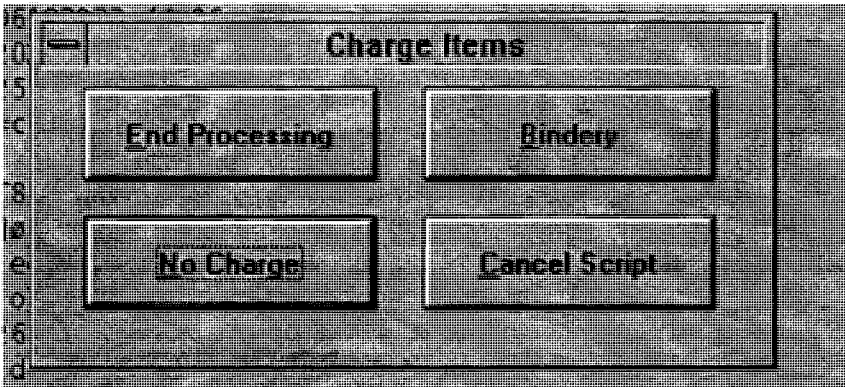 Charge Items
End Processing
Bindery
No Charge
Cancel Script